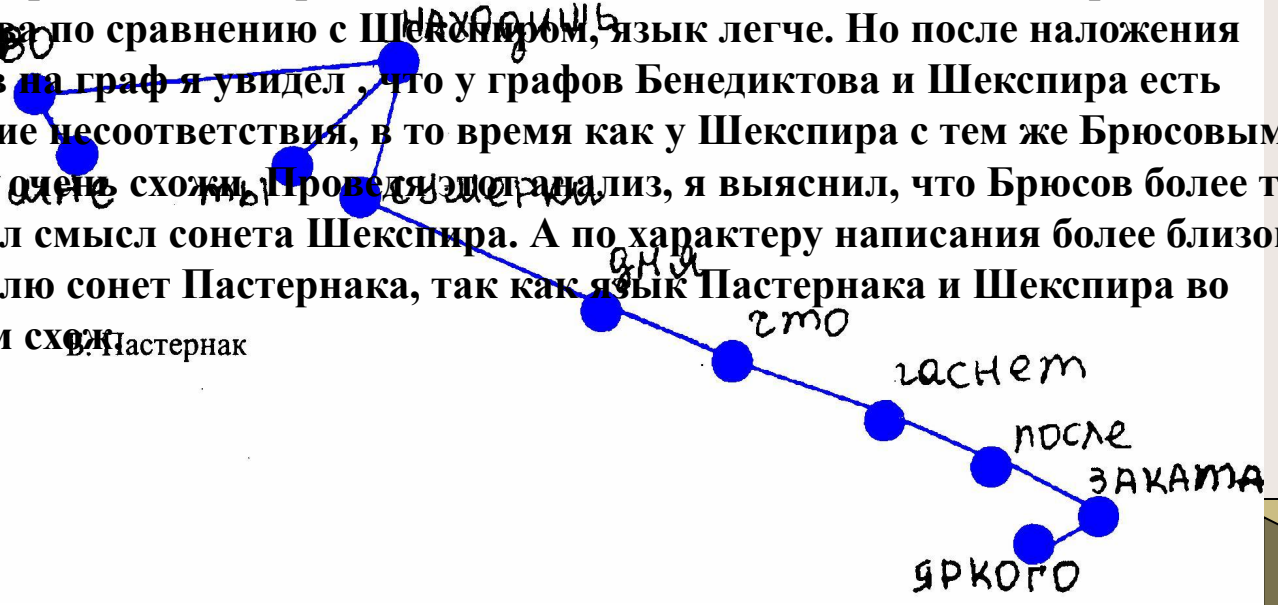 находишь
ва по сравнению с Шекспиром, язык легче. Но после наложения
во
в на граф я увидел , что у графов Бенедиктова и Шекспира есть
ие несоответствия, в то время как у Шекспира с тем же Брюсовым
очень схожи. Проведя этот анализ, я выяснил, что Брюсов более т
мне ты сумерки
л смысл сонета Шекспира. А по характеру написания более близо
дня
лю сонет Пастернака, так как язык Пастернака и Шекспира во
что
м схож.
Б. Пастернак
гаснет
после
заката
яркого